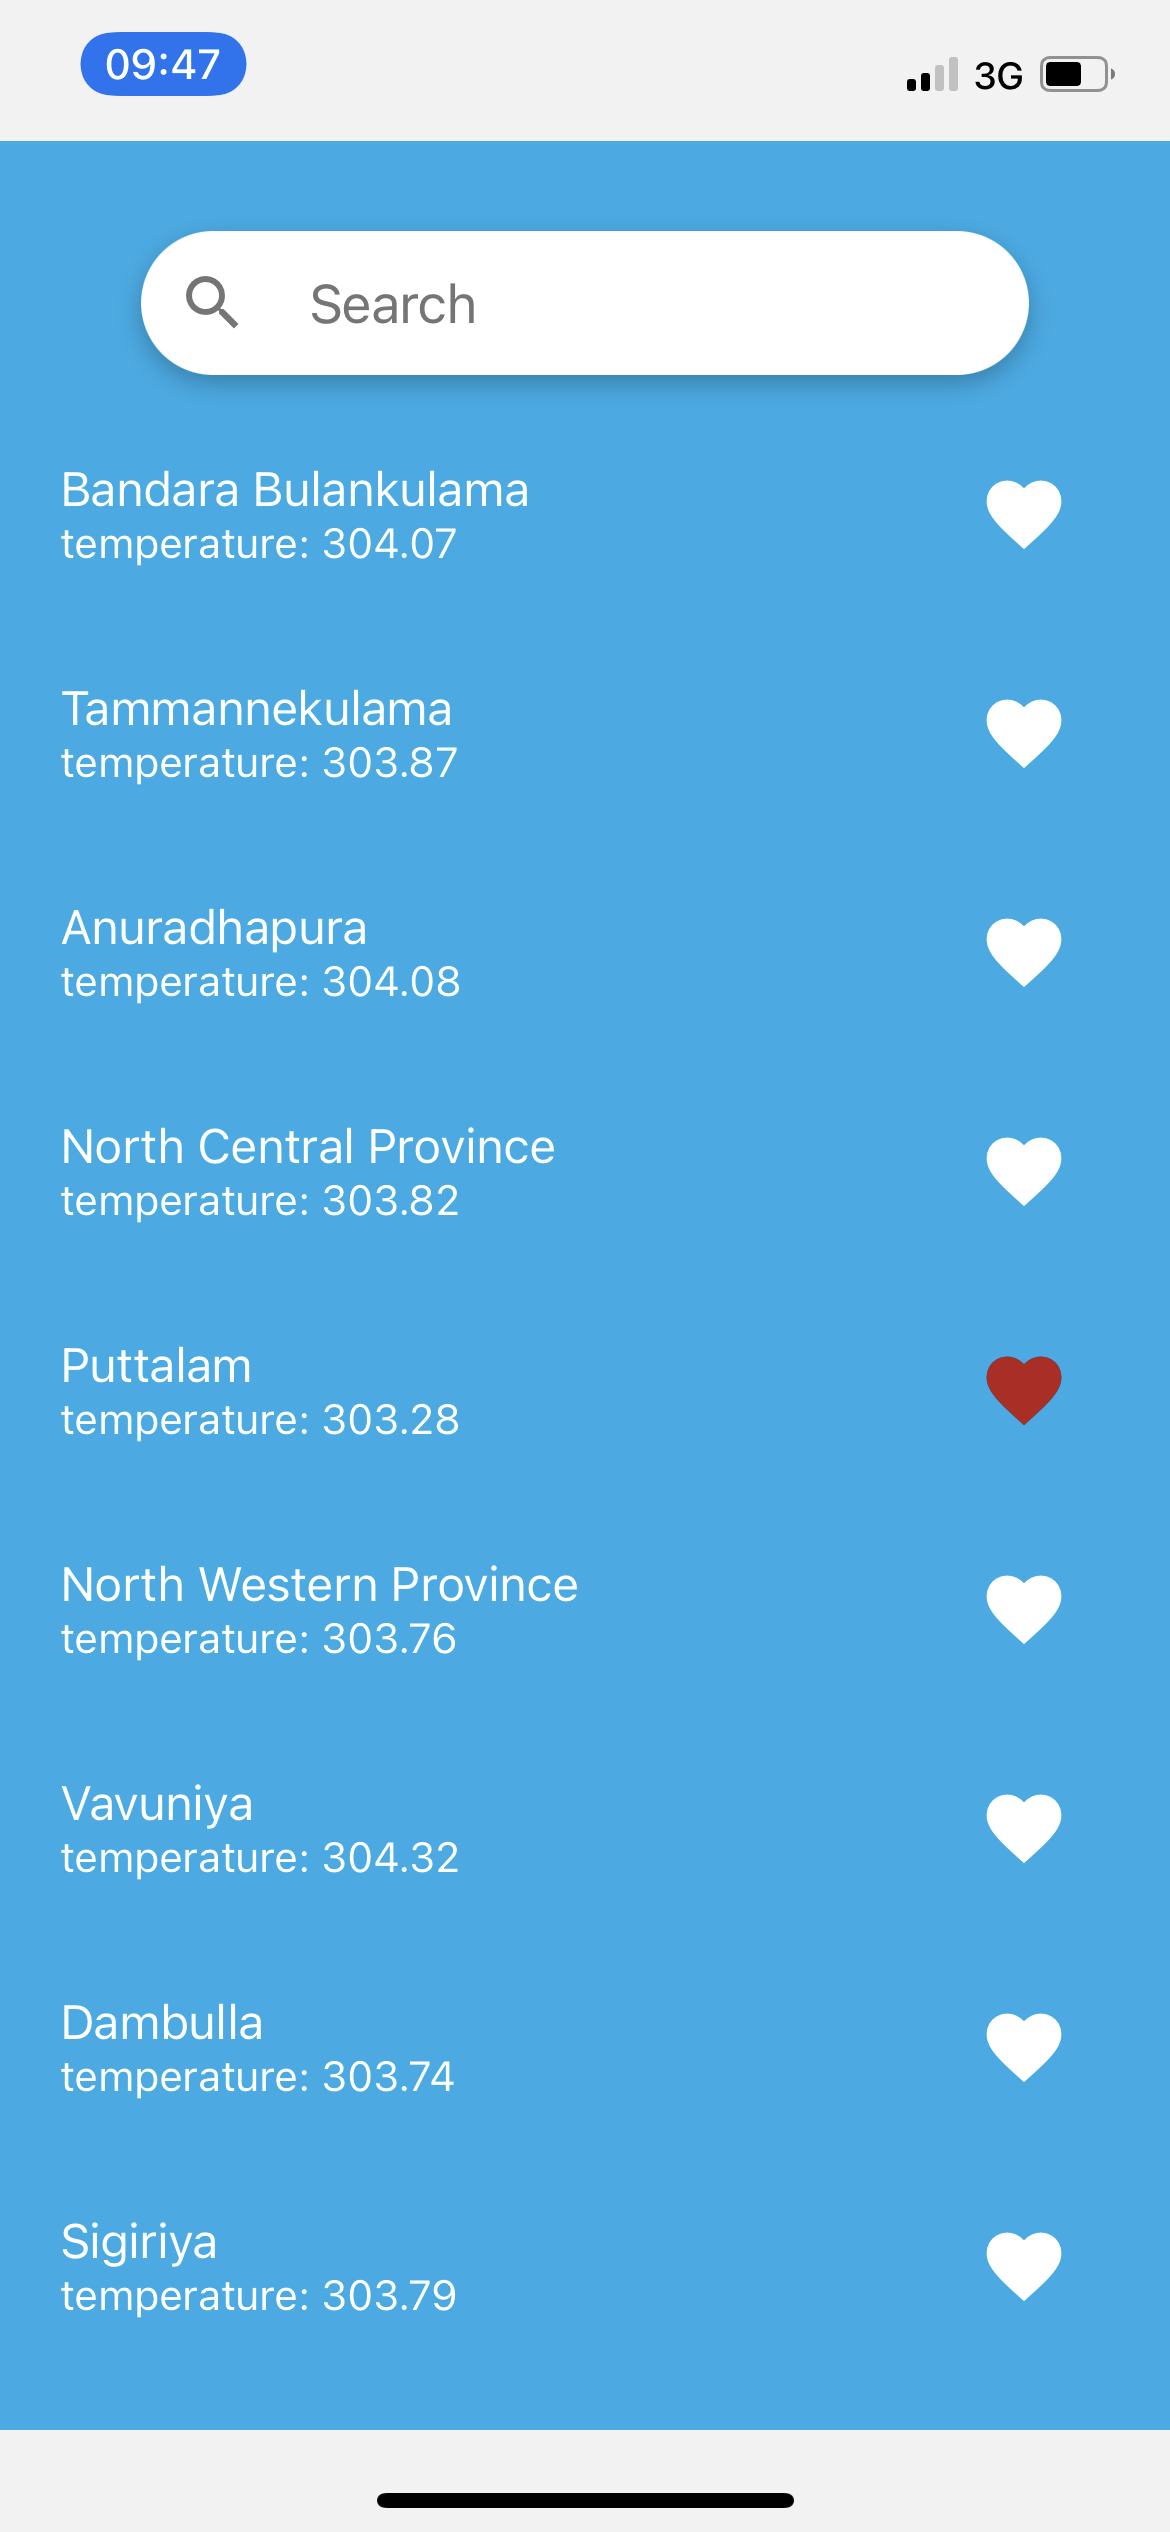 09:47
3G
Search
Bandara Bulankulama
temperature: 304.07
Tammannekulama
temperature: 303.87
Anuradhapura
temperature: 304.08
North Central Province
temperature: 303.82
Puttalam
temperature: 303.28
North Western Province
temperature: 303.76
Vavuniya
temperature: 304.32
Dambulla
temperature: 303.74
Sigiriya
temperature: 303.79